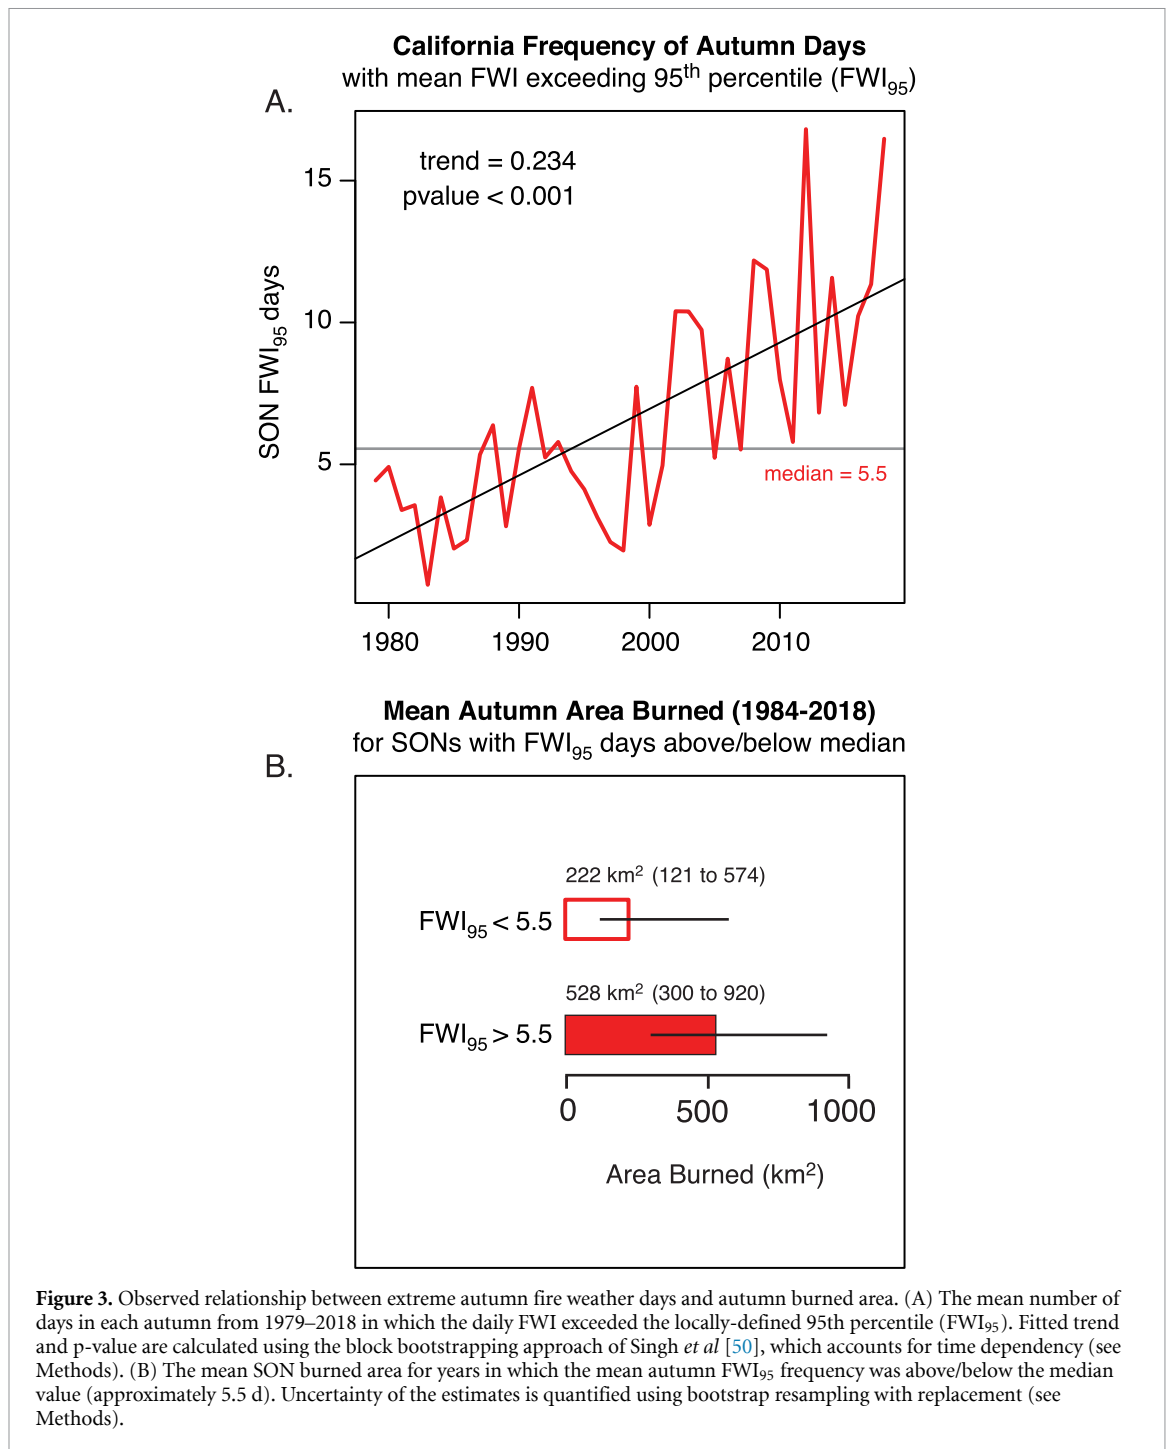 California Frequency of Autumn Days
with mean FWI exceeding 95th percentile (FWI95)
A.
trend = 0.234
pvalue < 0.001
15
10
5
SON FWI95 days
median = 5.5
1980 1990 2000 2010
Mean Autumn Area Burned (1984-2018)
for SONs with FWI95 days above/below median
B.
222 km2 (121 to 574)
FWI95 < 5.5
528 km2 (300 to 920)
FWI95 > 5.5
0 500 1000
Area Burned (km2)
Figure 3. Observed relationship between extreme autumn fire weather days and autumn burned area. (A) The mean number of
days in each autumn from 1979–2018 in which the daily FWI exceeded the locally-defined 95th percentile (FWI95). Fitted trend
and p-value are calculated using the block bootstrapping approach of Singh et al [50], which accounts for time dependency (see
Methods). (B) The mean SON burned area for years in which the mean autumn FWI95 frequency was above/below the median
value (approximately 5.5 d). Uncertainty of the estimates is quantified using bootstrap resampling with replacement (see
Methods).